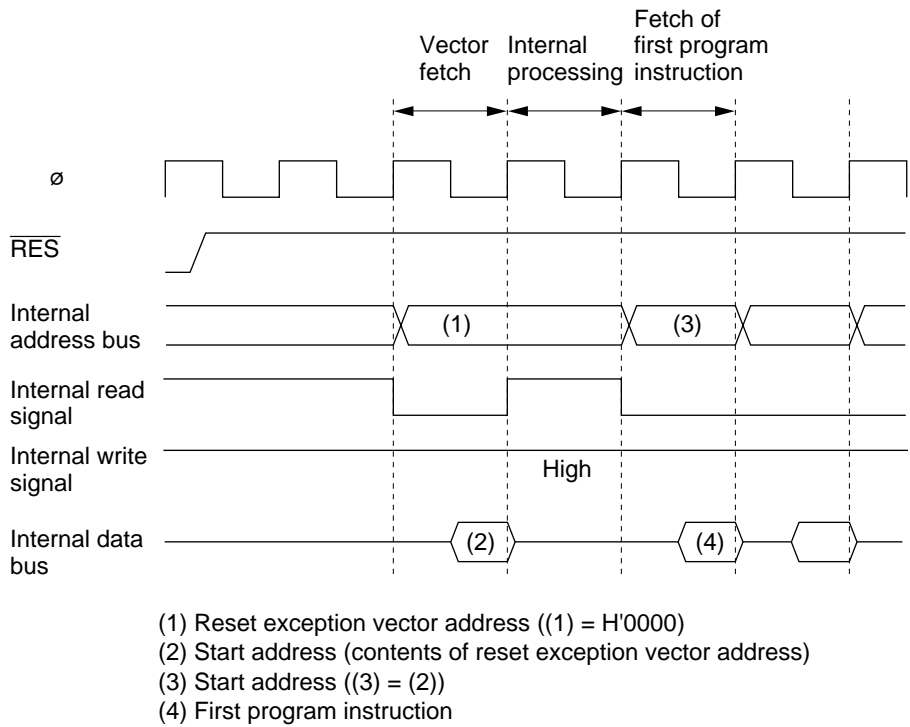 Vector
fetch
Internal
processing
Fetch of
first program
instruction
ø
RES
Internal
address bus
(1)
(3)
Internal read
signal
Internal write
signal
High
Internal data
bus
(2)
(4)
(1) Reset exception vector address ((1) = H'0000)
(2) Start address (contents of reset exception vector address)
(3) Start address ((3) = (2))
(4) First program instruction